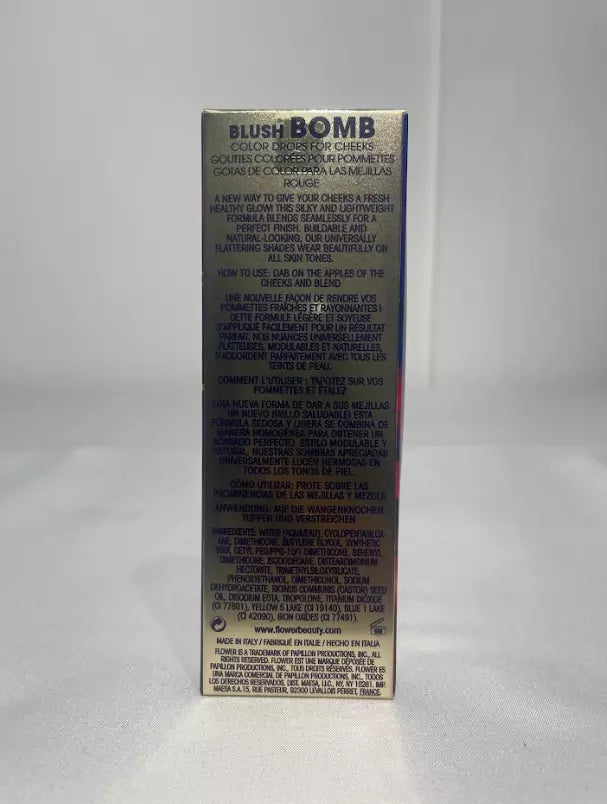 BLUSH BOMB
COLOR DROPS FOR CHEEKS
GOUTTES COLORÉES POUR POMMETTES
GOTAS DE COLOR PARA LAS MEJILLAS
ROUGE
A NEW WAY TO GIVE YOUR CHEEKS A FRESH
HEALTHY GLOW! THIS SILKY AND LIGHTWEIGHT
FORMULA BLENDS SEAMLESSLY FOR A
PERFECT FINISH. BUILDABLE AND
NATURAL-LOOKING, OUR UNIVERSALLY
FLATTERING SHADES WEAR BEAUTIFULLY ON
ALL SKIN TONES.
HOW TO USE: DAB ON THE APPLES OF THE
CHEEKS AND BLEND
UNE NOUVELLE FAÇON DE RENDRE VOS
POMMETTES FRAÎCHES ET RAYONNANTES !
CETTE FORMULE LÉGÈRE ET SOYEUSE
S'APPLIQUE FACILEMENT POUR UN RÉSULTAT
PARFAIT. NOS NUANCES UNIVERSELLEMENT
FLATTEUSES, MODULABLES ET NATURELLES,
S'ACCORDENT PARFAITEMENT AVEC TOUS LES
TEINTS DE PEAU.
COMMENT L'UTILISER : TAPOTEZ SUR VOS
POMMETTES ET ÉTALEZ
UNA NUEVA FORMA DE DAR A SUS MEJILLAS
UN NUEVO BRILLO SALUDABLE! ESTA
FÓRMULA SEDOSA Y LIGERA SE COMBINA DE
MANERA HOMOGÉNEA PARA OBTENER UN
ACABADO PERFECTO. ESTILO MODULABLE Y
NATURAL, NUESTRAS SOMBRAS APRECIADAS
UNIVERSALMENTE LUCEN HERMOSAS EN
TODOS LOS TONOS DE PIEL.
CÓMO UTILIZAR: FROTE SOBRE LAS
PROMINENCIAS DE LAS MEJILLAS Y MEZCLE
ANWENDUNG: AUF DIE WANGENKNOCHEN
TUPFEN UND VERSTREICHEN
INGREDIENTS: WATER (AQUA/EAU), CYCLOPENTASILOX-
ANE, DIMETHICONE, BUTYLENE GLYCOL, SYNTHETIC
WAX, CETYL PEG/PPG-10/1 DIMETHICONE, BEHENYL
DIMETHICONE, ISODODECANE, DISTEARDIMONIUM
HECTORITE, TRIMETHYLSILOXYSILICATE,
PHENOXYETHANOL, DIMETHICONOL, SODIUM
DEHYDROACETATE, RICINUS COMMUNIS (CASTOR) SEED
OIL, DISODIUM EDTA, TROPOLONE, TITANIUM DIOXIDE
(CI 77891), YELLOW 5 LAKE (CI 19140), BLUE 1 LAKE
(CI 42090), IRON OXIDES (CI 77491).
www.flowerbeauty.com
MADE IN ITALY / FABRIQUÉ EN ITALIE / HECHO EN ITALIA
FLOWER IS A TRADEMARK OF PAPILLON PRODUCTIONS, INC., ALL
RIGHTS RESERVED. FLOWER EST UNE MARQUE DÉPOSÉE DE
PAPILLON PRODUCTIONS, INC., TOUS DROITS RÉSERVÉS. FLOWER ES
UNA MARCA COMERCIAL DE PAPILLON PRODUCTIONS, INC., TODOS
LOS DERECHOS RESERVADOS. DIST. MAESA, LLC., NY, NY 10281. IMP.
MAESA S.A 15, RUE PASTEUR, 92300 LEVALLOIS PERRET, FRANCE.